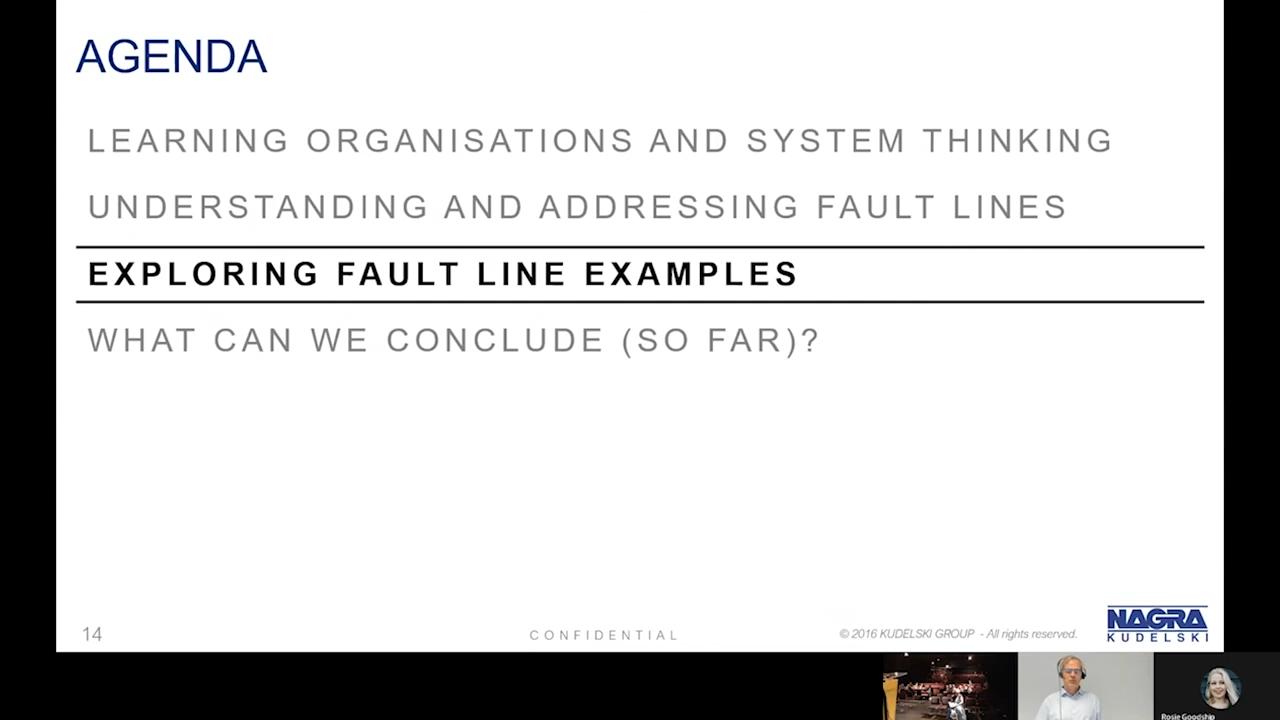 AGENDA
LEARNING ORGANISATIONS AND SYSTEM THINKING
UNDERSTANDING AND ADDRESSING FAULT LINES
EXPLORING FAULT LINE EXAMPLES
WHAT CAN WE CONCLUDE (SO FAR)?
14
CONFIDENTIAL
© 2016 KUDELSKI GROUP - All rights reserved.
NAGRA
KUDELSKI
Rosie Goodship